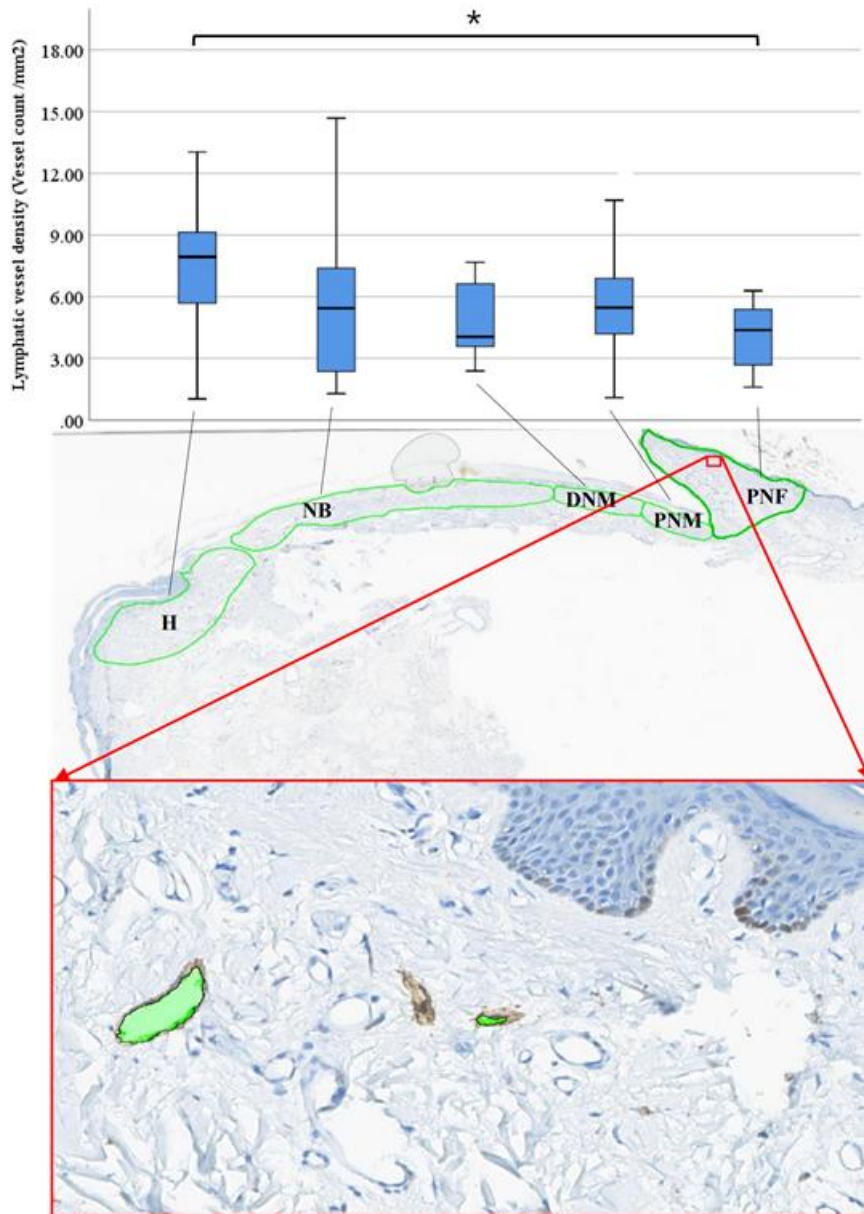 *
Lymphatic vessel density (Vessel count /mm2)
18.00
15.00
12.00
9.00
6.00
3.00
.00
NB
DNM
PNM
PNF
H